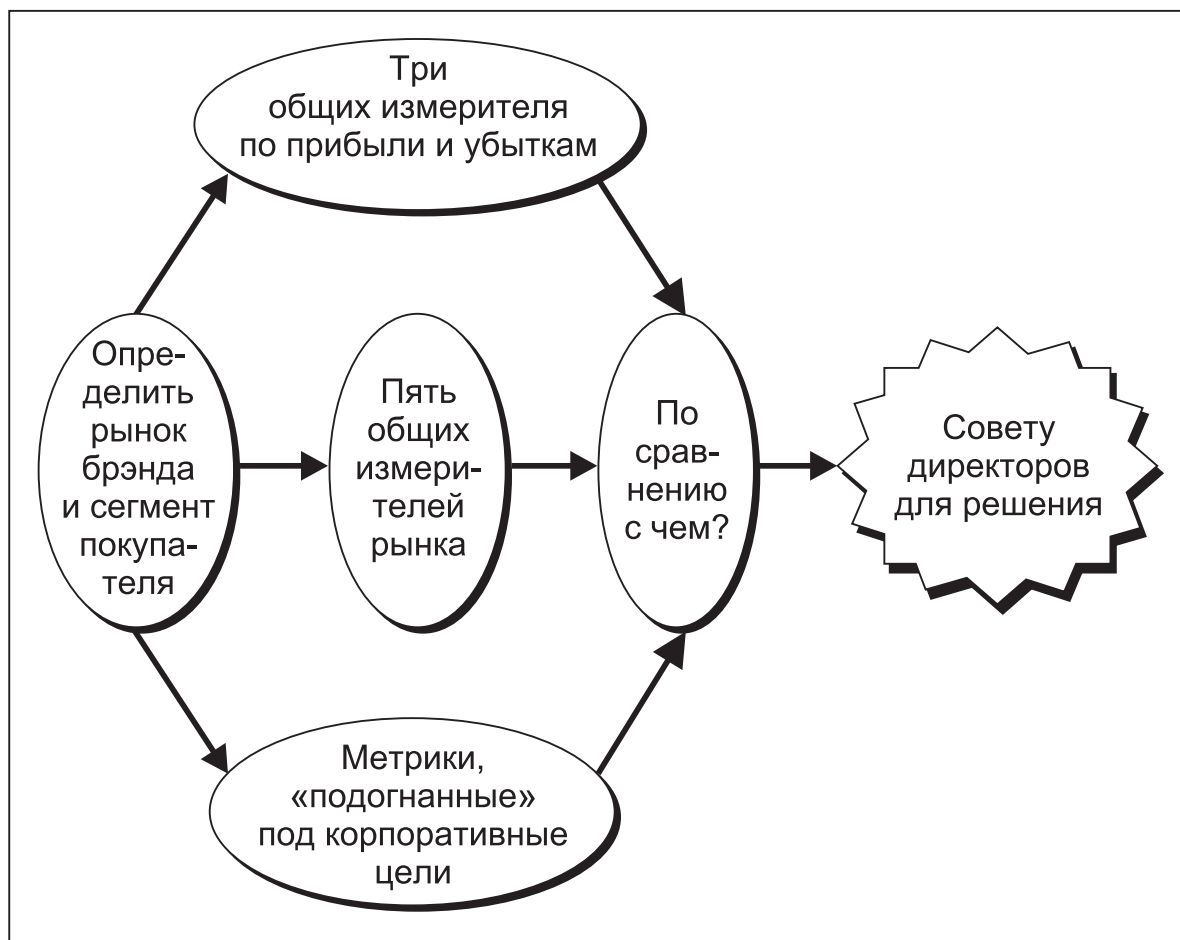 Три
общих измерителя
по прибыли и убыткам
Опре-
делить
рынок
брэнда
и сегмент
покупа-
теля
Пять
общих
измери-
телей
рынка
По
срав-
нению
с чем?
Совету
директоров
для решения
Метрики,
«подогнанные»
под корпоративные
цели